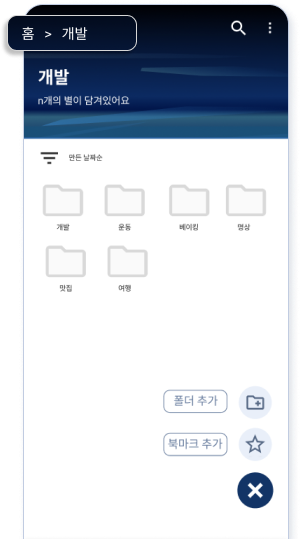 홈 > 개발
개발
n개의 별이 담겨있어요
만든 날짜순
개발 운동 베이킹 명상
맛집 여행
폴더 추가
북마크 추가